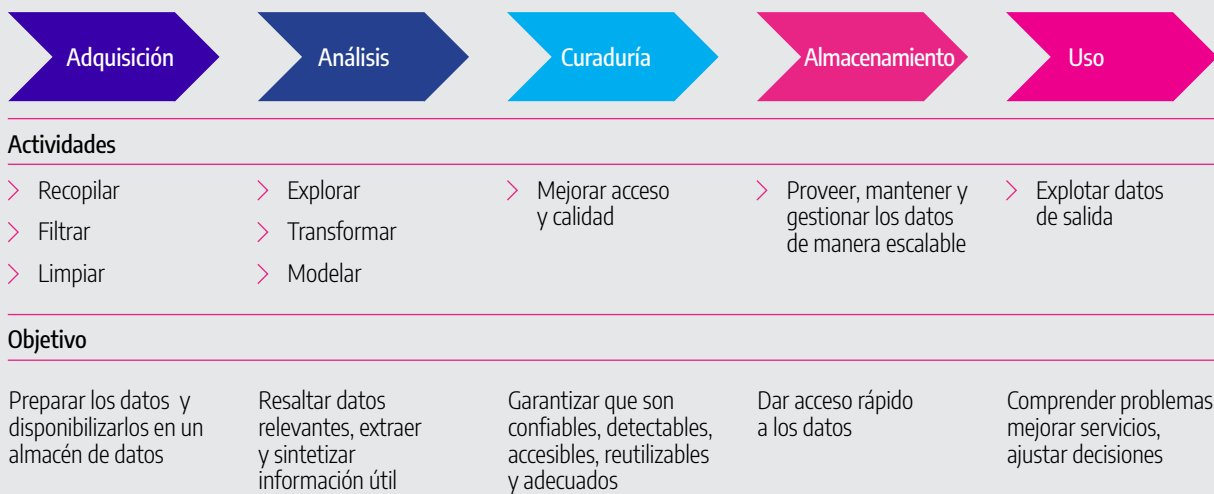 Adquisición
Análisis
Curaduría
Almacenamiento
Uso
Actividades
Recopilar
Filtrar
Limpiar
Explorar
Transformar
Modelar
Mejorar acceso
y calidad
Proveer, mantener y
gestionar los datos
de manera escalable
Explotar datos
de salida
Objetivo
Preparar los datos y
disponibilizarlos en un
almacén de datos
Resaltar datos
relevantes, extraer
y sintetizar
información útil
Garantizar que son
confiables, detectables,
accesibles, reutilizables
y adecuados
Dar acceso rápido
a los datos
Comprender problemas
mejorar servicios,
ajustar decisiones